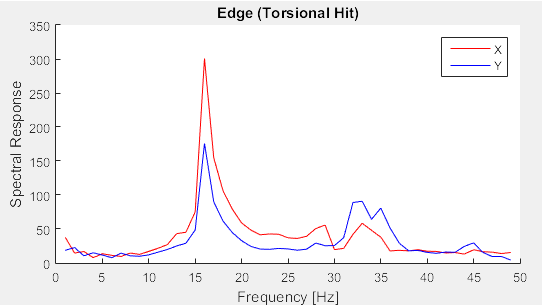 Edge (Torsional Hit)
350
300
250
200
150
100
50
0
Spectral Response
X
Y
0 5 10 15 20 25 30 35 40 45 50
Frequency [Hz]